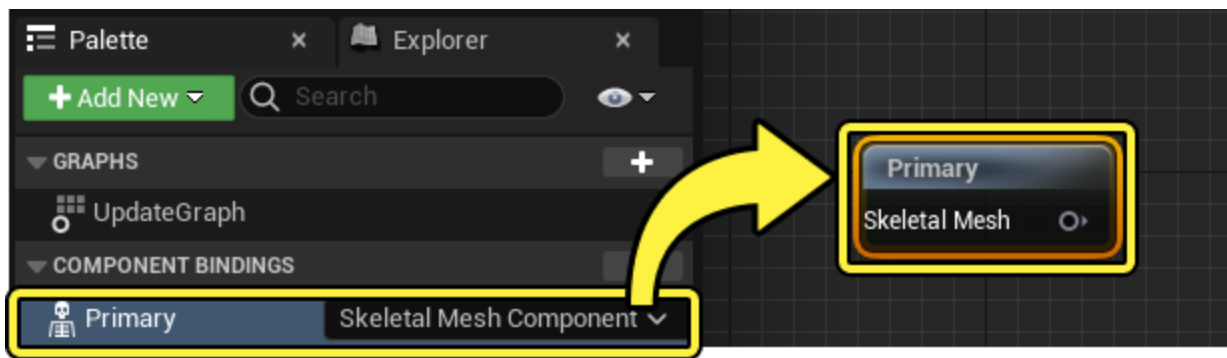 Palette
Explorer
Add New
Search
GRAPHS
UpdateGraph
COMPONENT BINDINGS
Primary
Skeletal Mesh Component
Primary
Skeletal Mesh